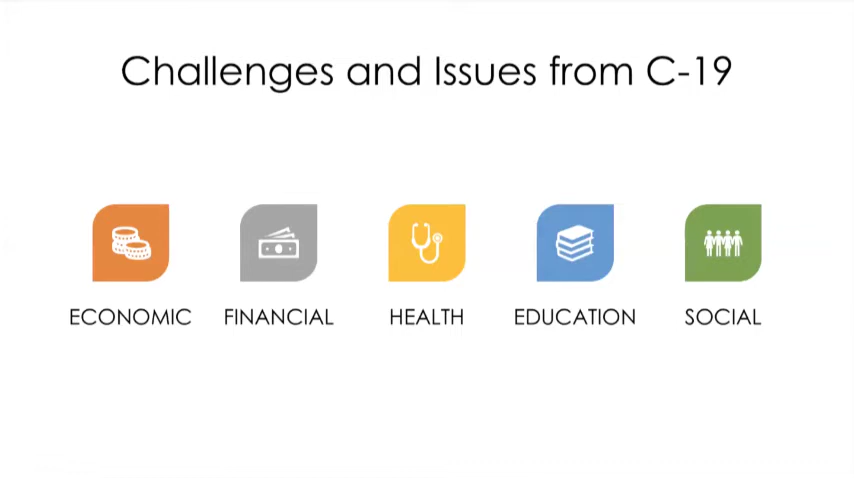 Challenges and Issues from C-19
ECONOMIC
FINANCIAL
HEALTH
EDUCATION
SOCIAL